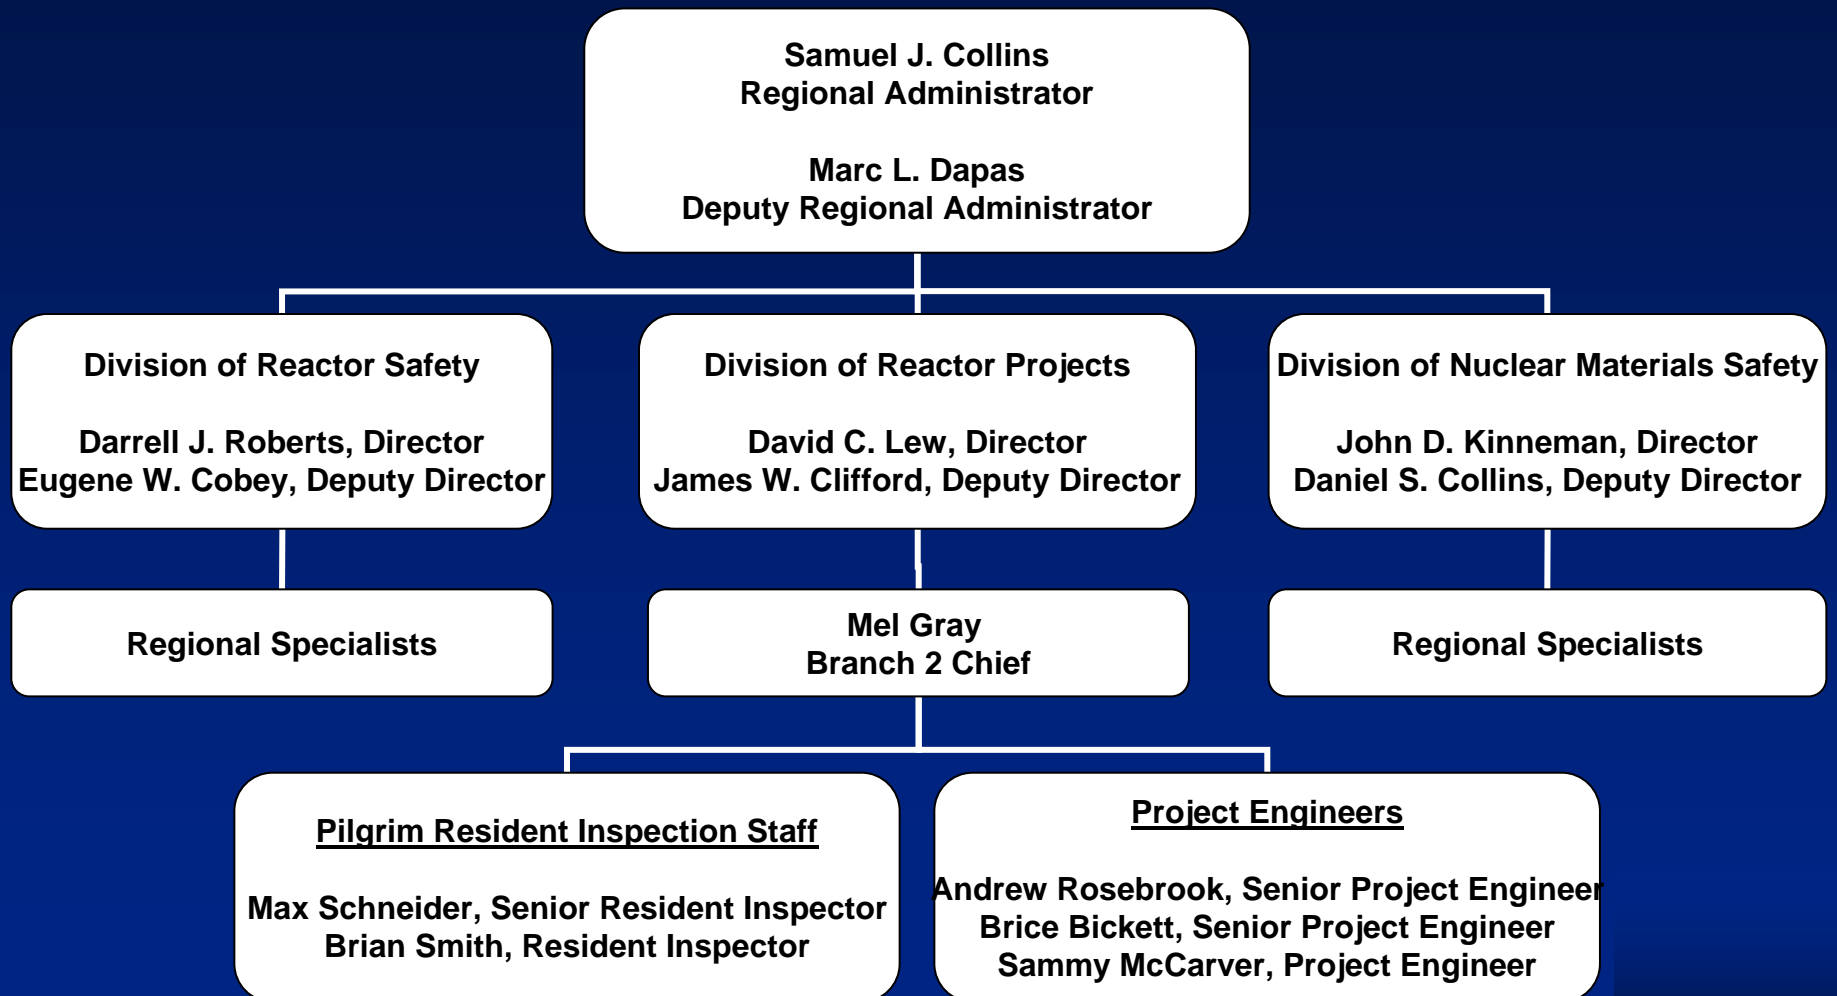 Samuel J. Collins
Regional Administrator
Marc L. Dapas
Deputy Regional Administrator
Division of Reactor Safety
Darrell J. Roberts, Director
Eugene W. Cobey, Deputy Director
Division of Reactor Projects
David C. Lew, Director
James W. Clifford, Deputy Director
Division of Nuclear Materials Safety
John D. Kinneman, Director
Daniel S. Collins, Deputy Director
Regional Specialists
Mel Gray
Branch 2 Chief
Regional Specialists
Pilgrim Resident Inspection Staff
Max Schneider, Senior Resident Inspector
Brian Smith, Resident Inspector
Project Engineers
Andrew Rosebrook, Senior Project Engineer
Brice Bickett, Senior Project Engineer
Sammy McCarver, Project Engineer